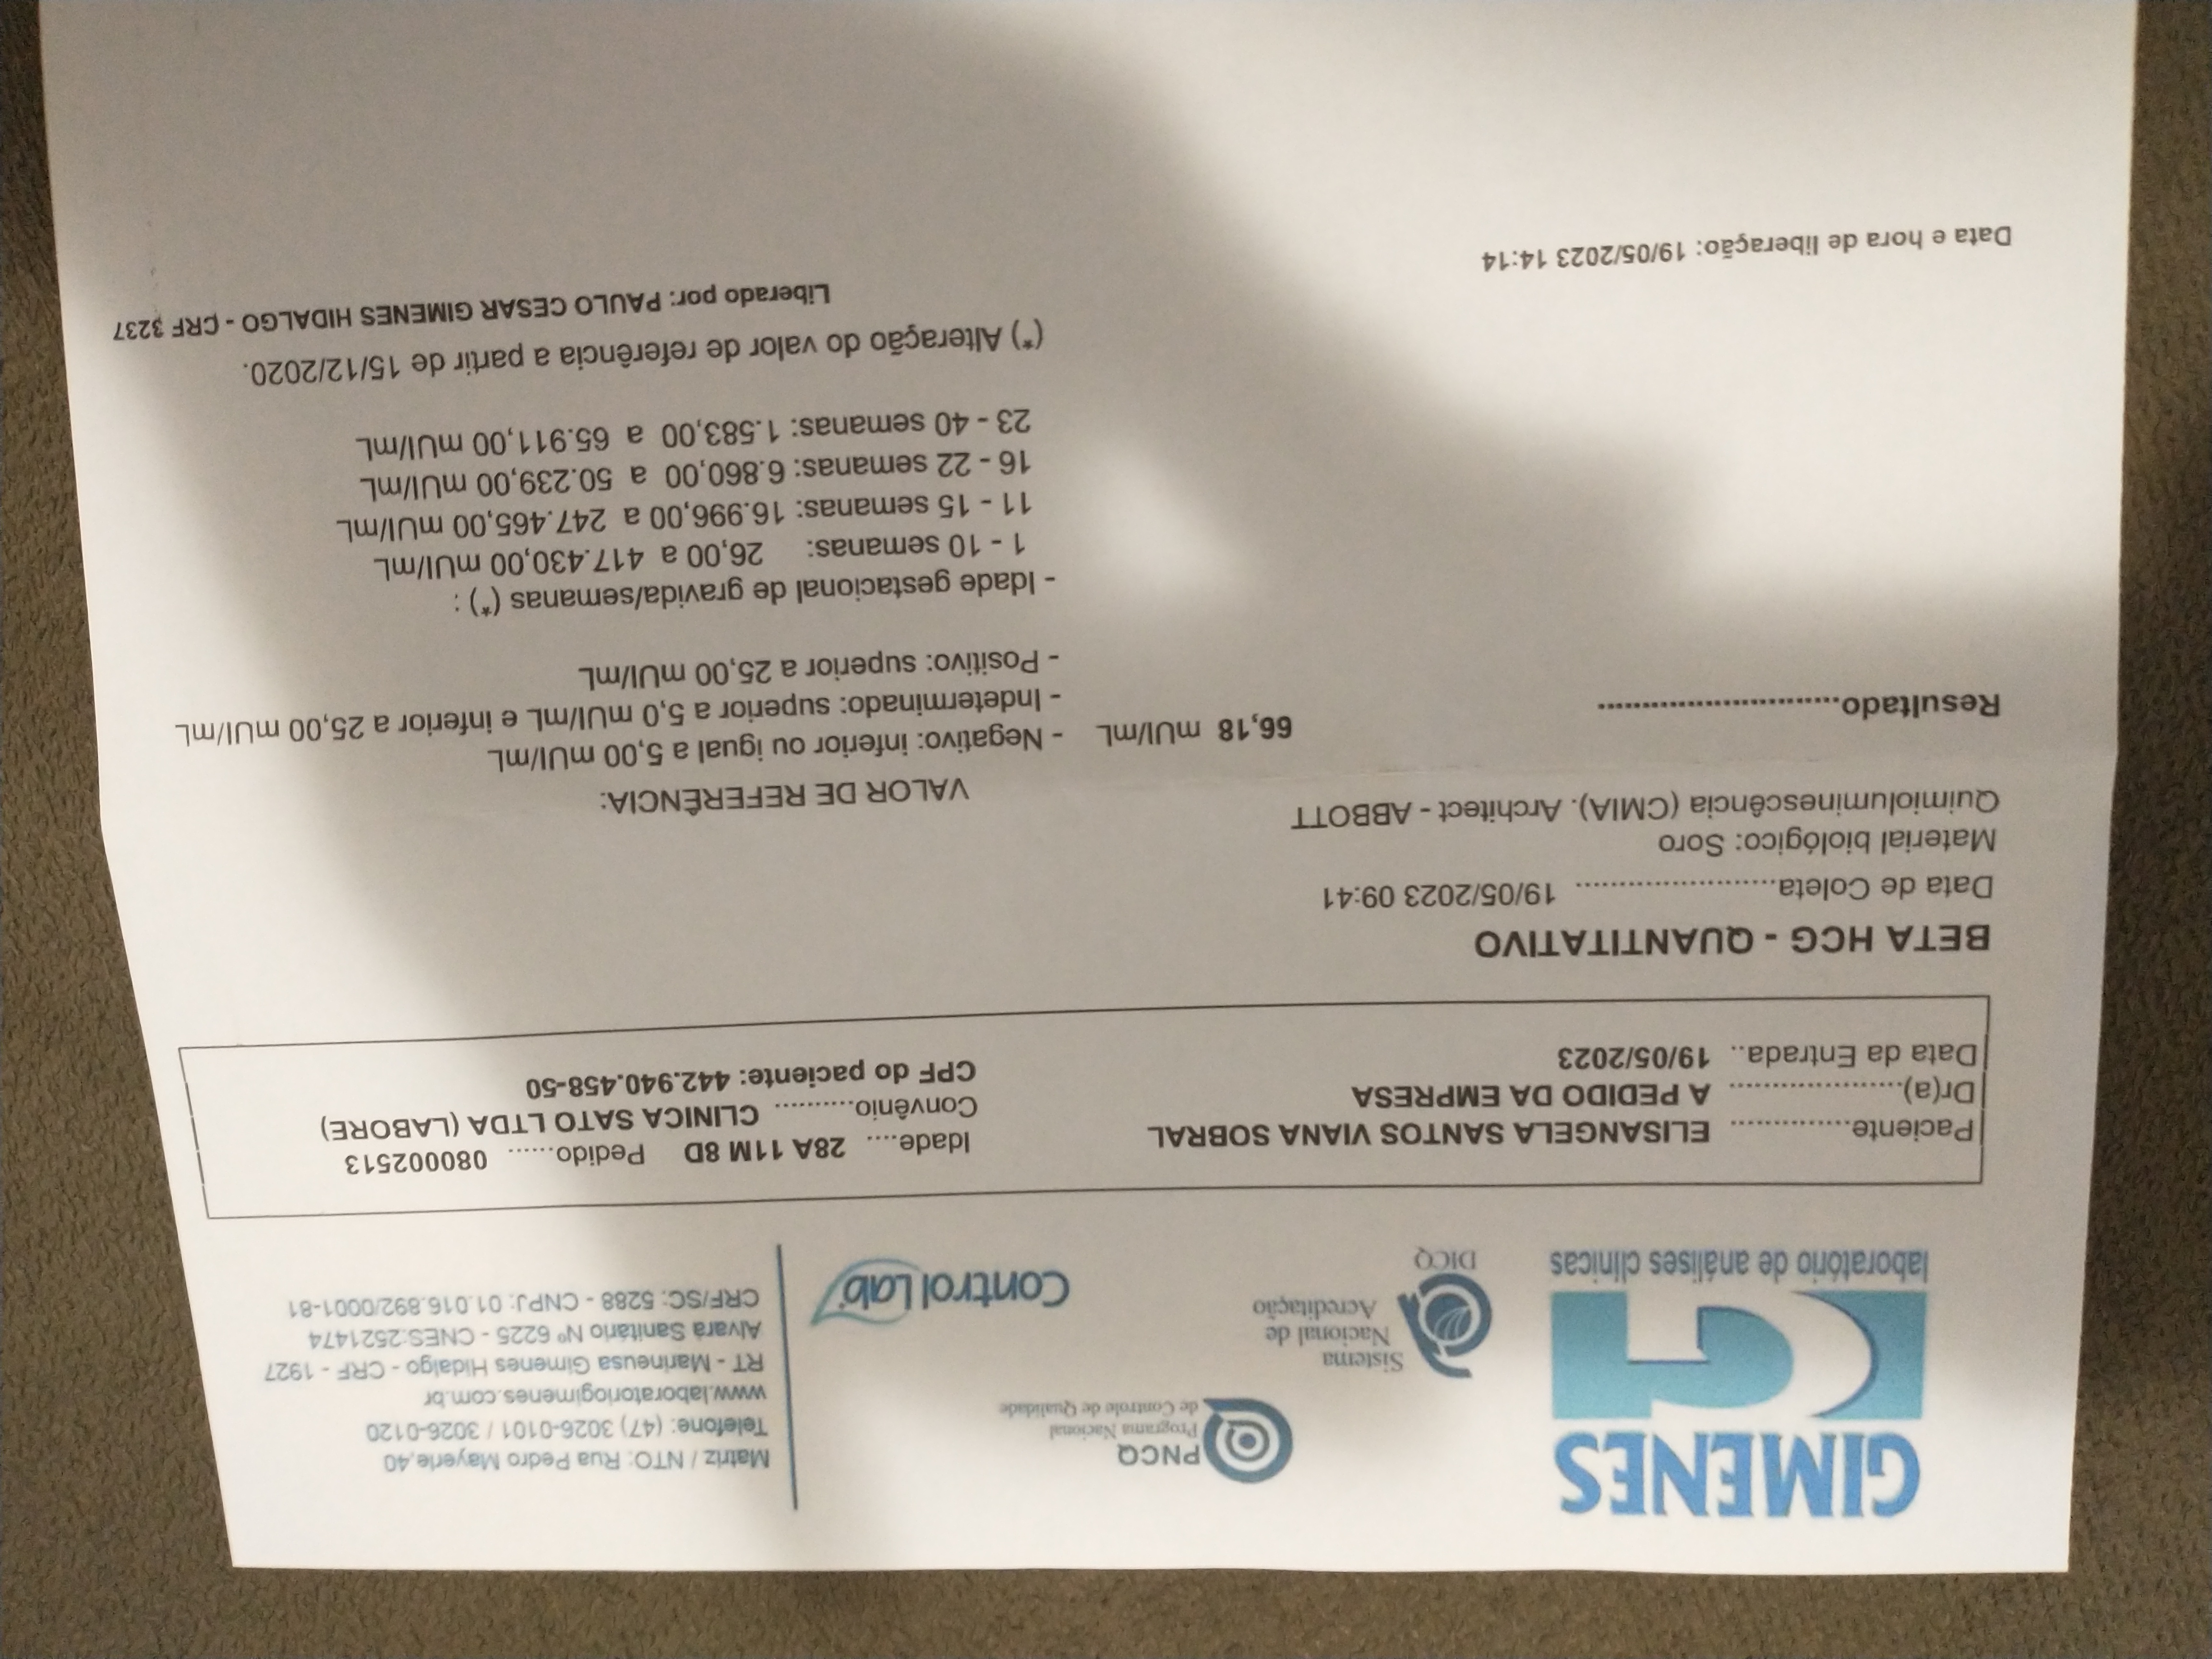 GIMENES
laboratório de análises clínicas
PNCQ
Programa Nacional
de Controle de Qualidade
Sistema
Nacional de
Acreditação
DICQ
Control Lab
Matriz / NTO: Rua Pedro Mayerle,40
Telefone: (47) 3026-0101 / 3026-0120
www.laboratoriogimenes.com.br
RT - Marineusa Gimenes Hidalgo - CRF - 1927
Alvará Sanitário Nº 6225 - CNES:2521474
CRF/SC: 5288 - CNPJ: 01.016.892/0001-81
Paciente.............. ELISANGELA SANTOS VIANA SOBRAL
Dr(a).................... A PEDIDO DA EMPRESA
Data da Entrada.. 19/05/2023
Idade.... 28A 11M 8D Pedido...... 080002513
Convênio.......... CLINICA SATO LTDA (LABORE)
CPF do paciente: 442.940.458-50
BETA HCG - QUANTITATIVO
Data de Coleta....................... 19/05/2023 09:41
Material biológico: Soro
Quimioluminescência (CMIA). Architect - ABBOTT
Resultado........................... 66,18 mUI/mL
VALOR DE REFERÊNCIA:
- Negativo: inferior ou igual a 5,00 mUI/mL
- Indeterminado: superior a 5,0 mUI/mL e inferior a 25,00 mUI/mL
- Positivo: superior a 25,00 mUI/mL
- Idade gestacional de gravida/semanas (*) :
1 - 10 semanas: 26,00 a 417.430,00 mUI/mL
11 - 15 semanas: 16.996,00 a 247.465,00 mUI/mL
16 - 22 semanas: 6.860,00 a 50.239,00 mUI/mL
23 - 40 semanas: 1.583,00 a 65.911,00 mUI/mL
(*) Alteração do valor de referência a partir de 15/12/2020.
Liberado por: PAULO CESAR GIMENES HIDALGO - CRF 3237
Data e hora de liberação: 19/05/2023 14:14